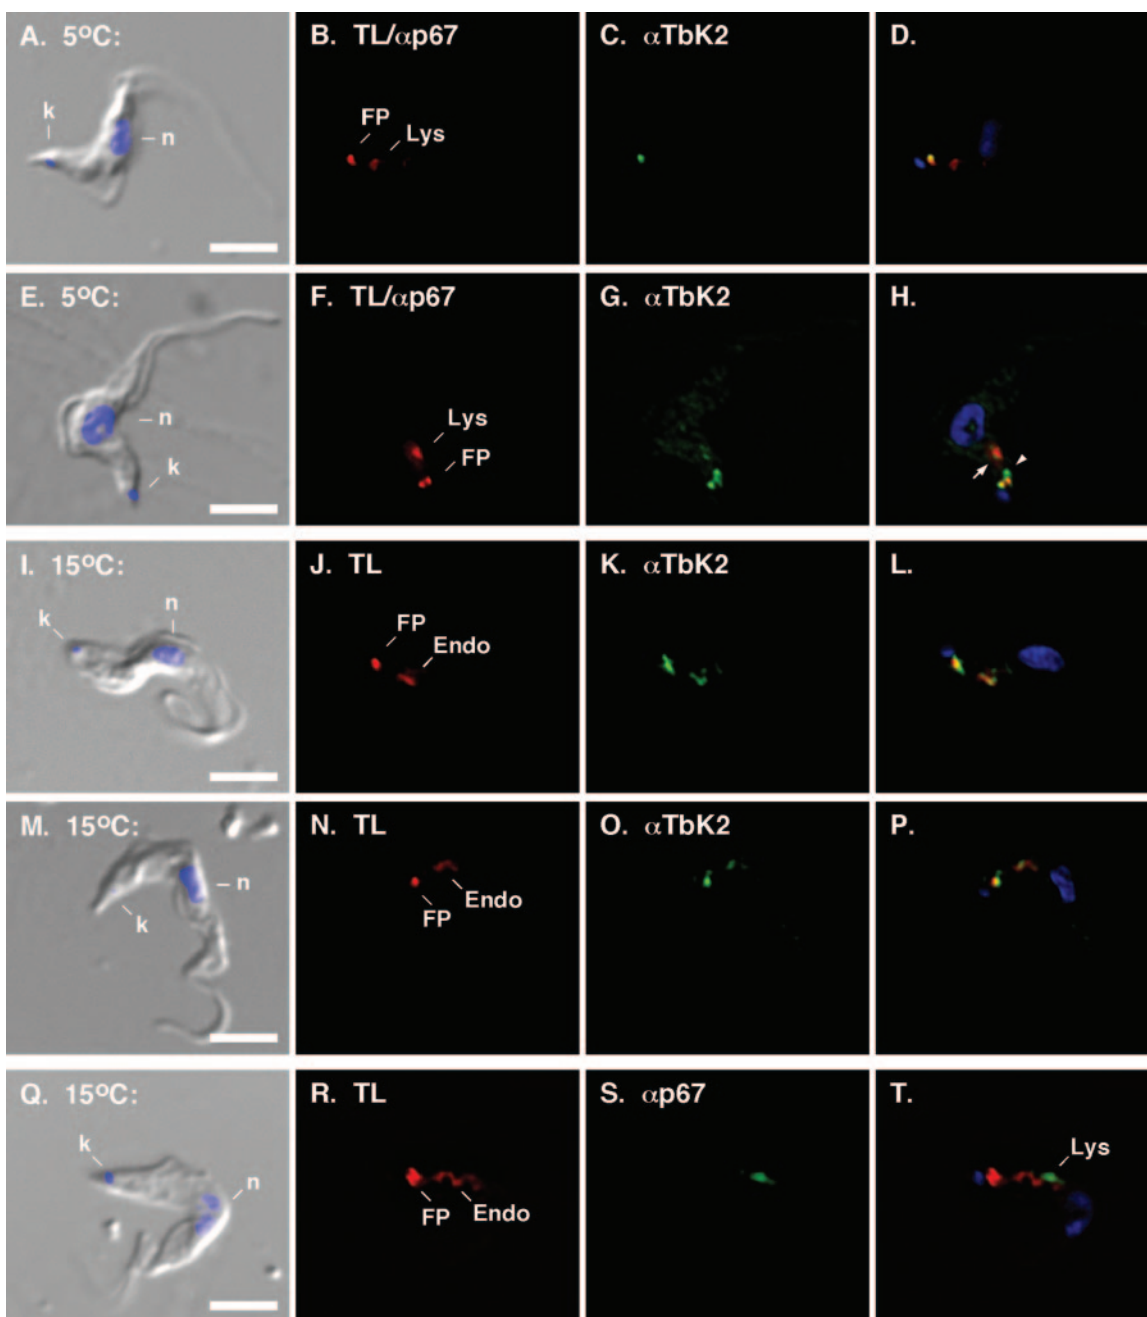 A. 5°C:
k
n
B. TL/αp67
FP
Lys
C. αTbK2
D.
E. 5°C:
n
k
F. TL/αp67
Lys
FP
G. αTbK2
H.
I. 15°C:
k
n
J. TL
FP
Endo
K. αTbK2
L.
M. 15°C:
n
k
N. TL
Endo
FP
O. αTbK2
P.
Q. 15°C:
k
n
R. TL
FP
Endo
S. αp67
T.
Lys